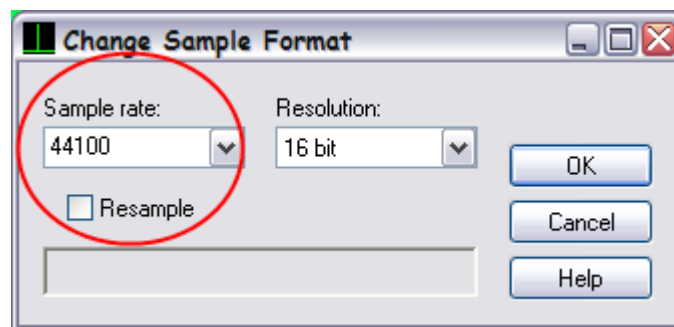 Change Sample Format
Sample rate:
Resolution:
44100
16 bit
OK
Resample
Cancel
Help